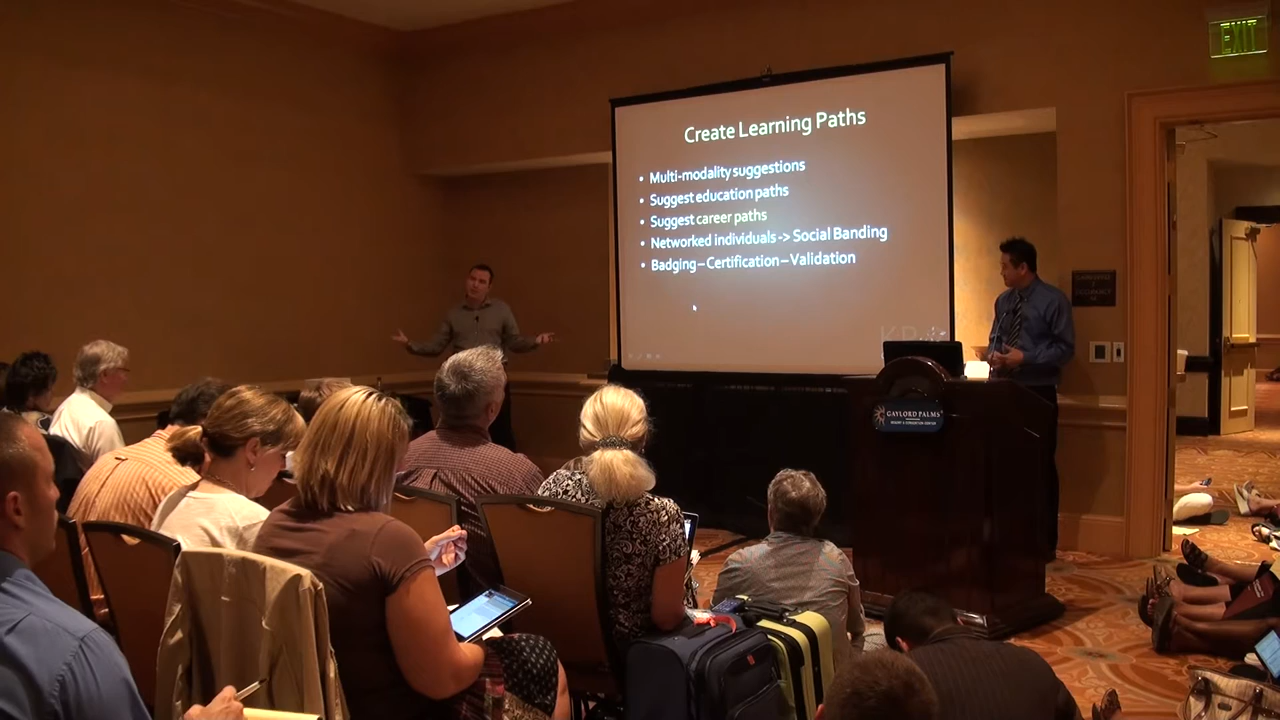 EXIT
Create Learning Paths
• Multi-modality suggestions
• Suggest education paths
• Suggest career paths
• Networked individuals -> Social Banding
• Badging – Certification – Validation
GAYLORD PALMS